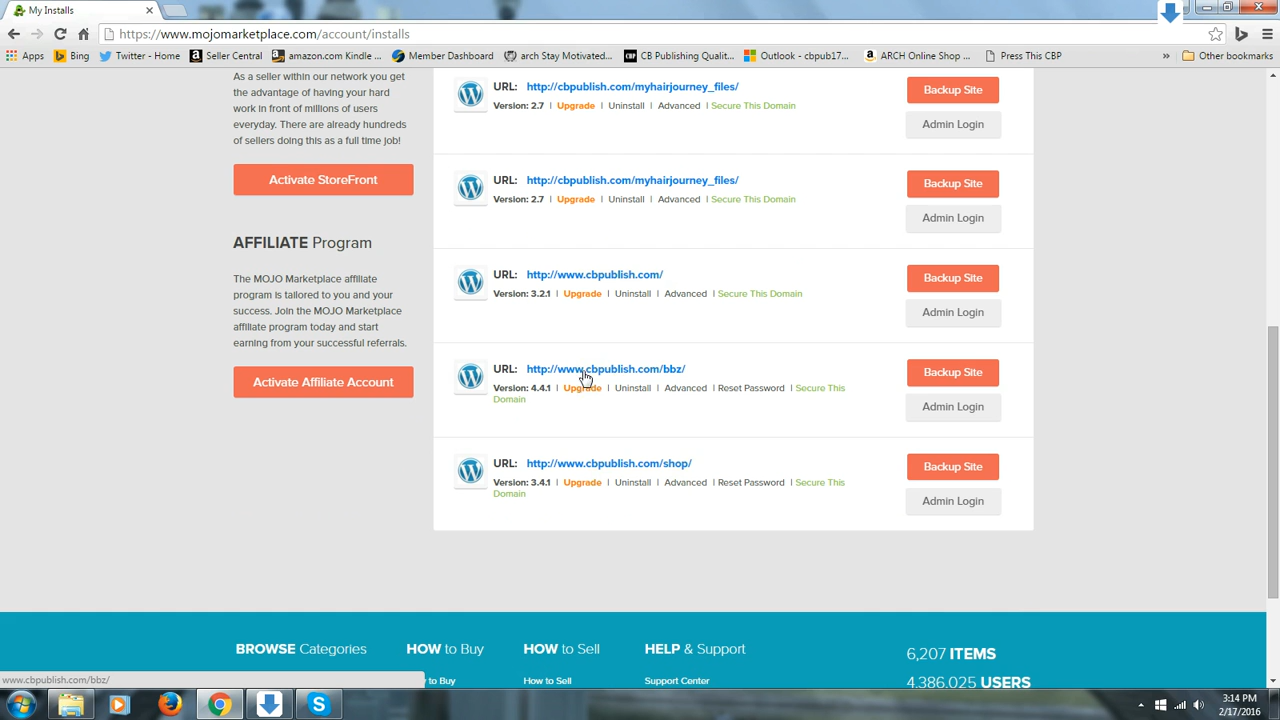 My Installs
https://www.mojomarketplace.com/account/installs
Apps Bing Twitter - Home Seller Central amazon.com Kindle ... Member Dashboard arch Stay Motivated... CB Publishing Qualit... Outlook - cbpub17... ARCH Online Shop ... Press This CBP » Other bookmarks
As a seller within our network you get
the advantage of having your hard
work in front of millions of users
everyday. There are already hundreds
of sellers doing this as a full time job!
Activate StoreFront
AFFILIATE Program
The MOJO Marketplace affiliate
program is tailored to you and your
success. Join the MOJO Marketplace
affiliate program today and start
earning from your successful referrals.
Activate Affiliate Account
URL: http://cbpublish.com/myhairjourney_files/
Version: 2.7 | Upgrade | Uninstall | Advanced | Secure This Domain
Backup Site
Admin Login
URL: http://cbpublish.com/myhairjourney_files/
Version: 2.7 | Upgrade | Uninstall | Advanced | Secure This Domain
Backup Site
Admin Login
URL: http://www.cbpublish.com/
Version: 3.2.1 | Upgrade | Uninstall | Advanced | Secure This Domain
Backup Site
Admin Login
URL: http://www.cbpublish.com/bbz/
Version: 4.4.1 | Upgrade | Uninstall | Advanced | Reset Password | Secure This
Domain
Backup Site
Admin Login
URL: http://www.cbpublish.com/shop/
Version: 3.4.1 | Upgrade | Uninstall | Advanced | Reset Password | Secure This
Domain
Backup Site
Admin Login
BROWSE Categories HOW to Buy HOW to Sell HELP & Support 6,207 ITEMS
www.cbpublish.com/bbz/ to Buy How to Sell Support Center 4,386,025 USERS
3:14 PM
2/17/2016